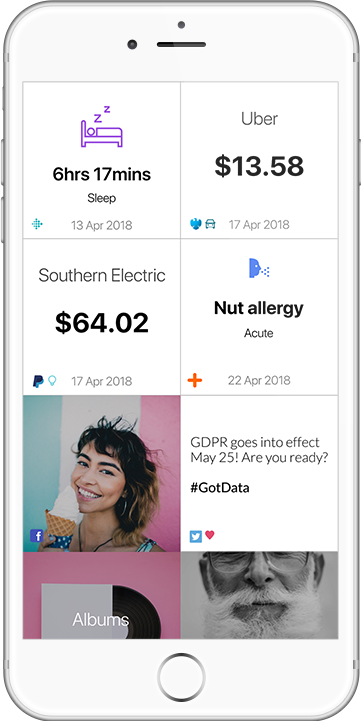 z z
6hrs 17mins
Sleep
13 Apr 2018
Uber
$13.58
17 Apr 2018
Southern Electric
$64.02
17 Apr 2018
Nut allergy
Acute
22 Apr 2018
GDPR goes into effect
May 25! Are you ready?
#GotData
Albums